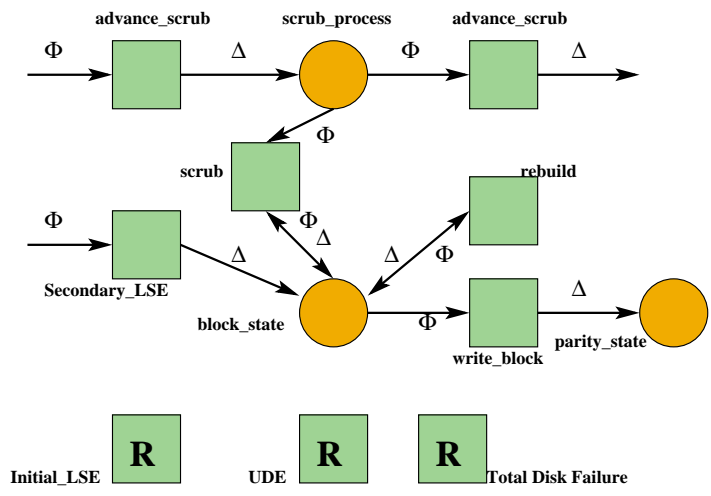 advance_scrub scrub_process advance_scrub
Φ Δ Φ Δ
Φ
scrub rebuild
Φ Φ
Δ Δ Δ Φ Δ
Secondary_LSE
block_state Φ parity_state
write_block
R R R
Initial_LSE UDE Total Disk Failure